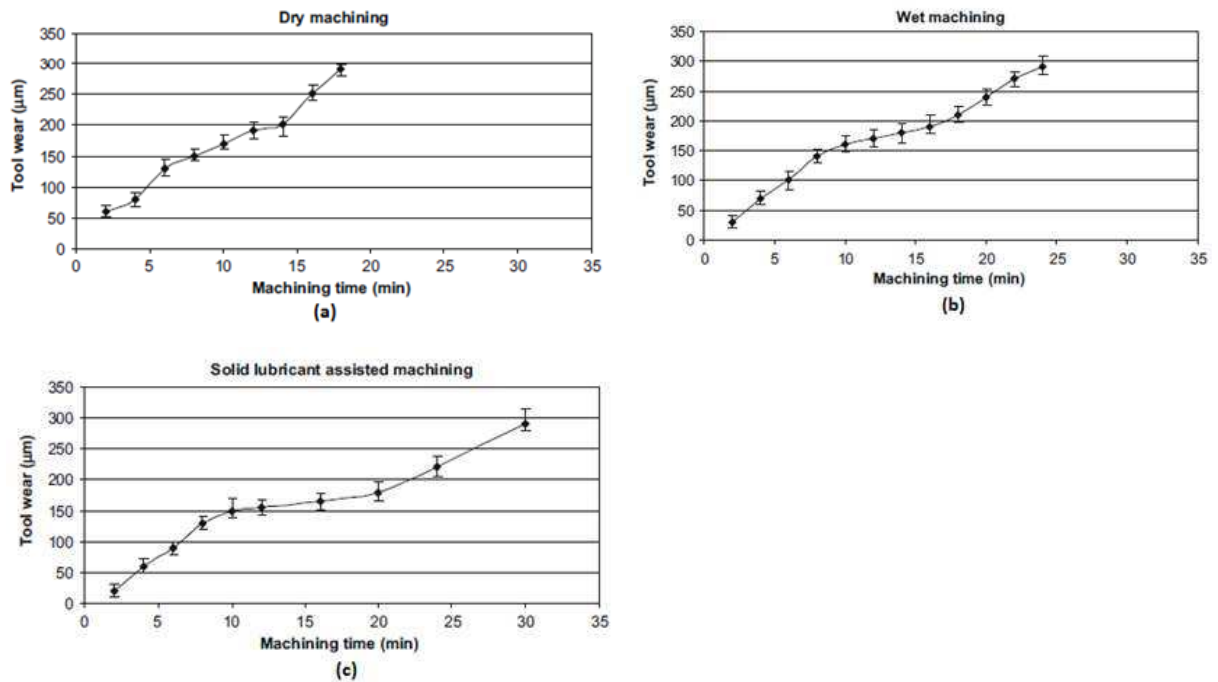 Dry machining
350
300
250
200
150
100
50
0
Tool wear (µm)
0 5 10 15 20 25 30 35
Machining time (min)
(a)
Wet machining
350
300
250
200
150
100
50
0
Tool wear (µm)
0 5 10 15 20 25 30 35
Machining time (min)
(b)
Solid lubricant assisted machining
350
300
250
200
150
100
50
0
Tool wear (µm)
0 5 10 15 20 25 30 35
Machining time (min)
(c)